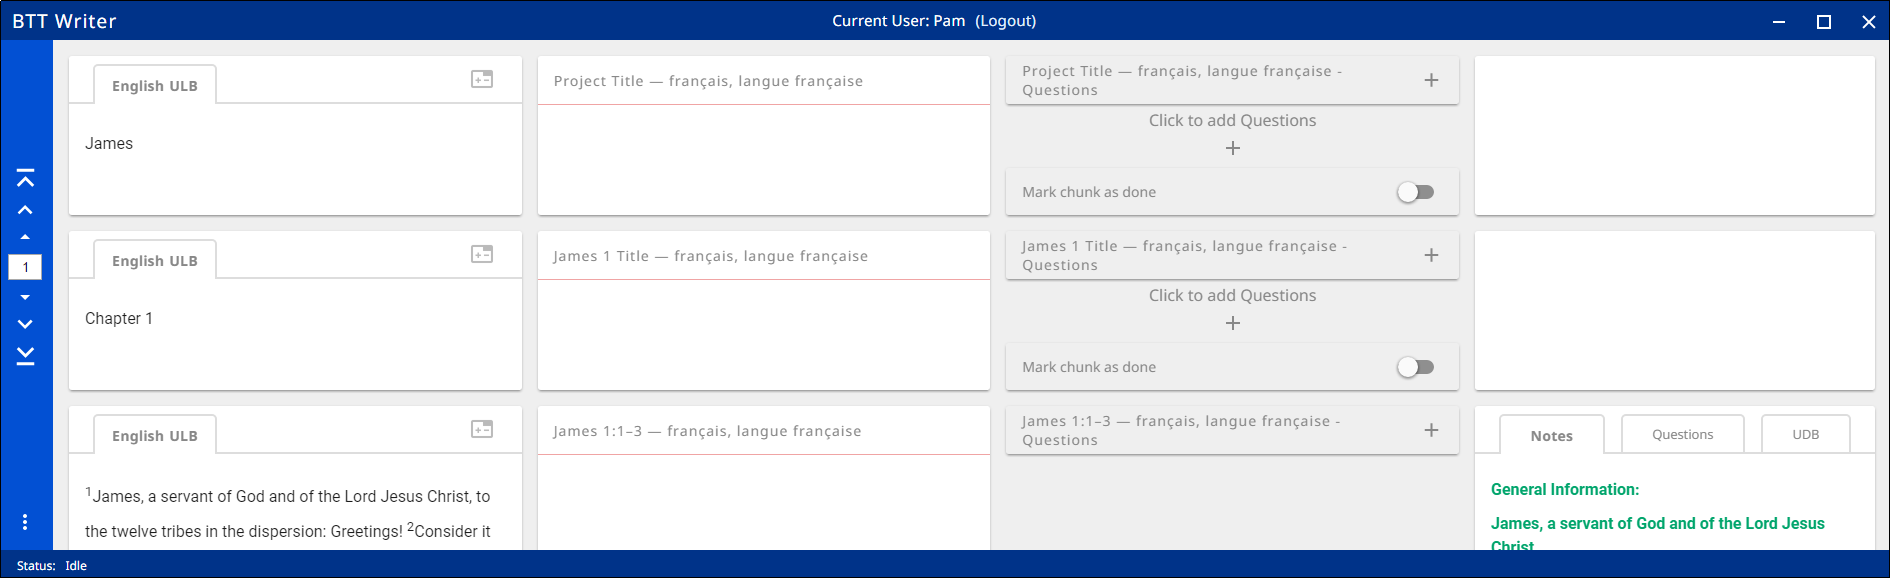 BTT Writer
Current User: Pam (Logout)
English ULB
James
Project Title — français, langue française
Project Title — français, langue française -
Questions
Click to add Questions
Mark chunk as done
English ULB
Chapter 1
James 1 Title — français, langue française
James 1 Title — français, langue française -
Questions
Click to add Questions
Mark chunk as done
1
English ULB
1James, a servant of God and of the Lord Jesus Christ, to
the twelve tribes in the dispersion: Greetings! 2Consider it
James 1:1–3 — français, langue française
James 1:1–3 — français, langue française -
Questions
Notes
Questions
UDB
General Information:
James, a servant of God and of the Lord Jesus
Christ
Status: Idle